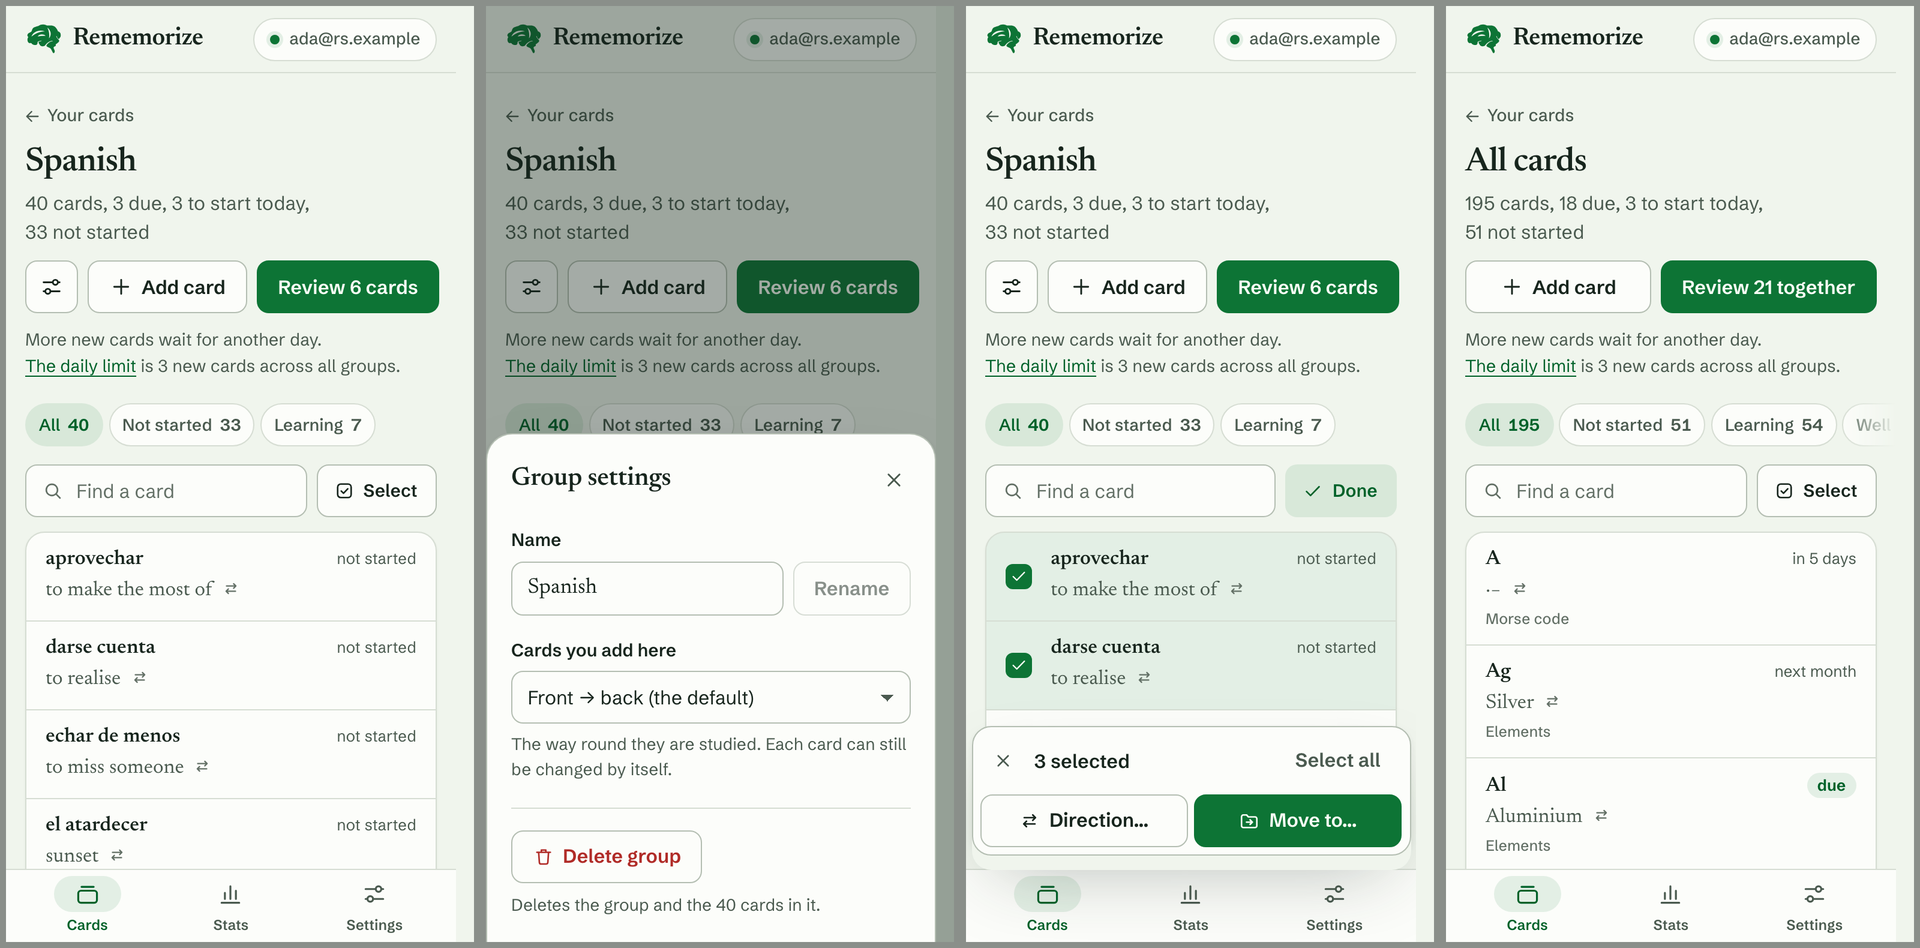 Rememorize
ada@rs.example
← Your cards
Spanish
40 cards, 3 due, 3 to start today,
33 not started
+ Add card
Review 6 cards
More new cards wait for another day.
The daily limit is 3 new cards across all groups.
All 40
Not started 33
Learning 7
Find a card
Select
aprovechar
not started
to make the most of ⇄
darse cuenta
not started
to realise ⇄
echar de menos
not started
to miss someone ⇄
el atardecer
not started
sunset ⇄
Cards
Stats
Settings
Rememorize
ada@rs.example
← Your cards
Spanish
40 cards, 3 due, 3 to start today,
33 not started
+ Add card
Review 6 cards
More new cards wait for another day.
The daily limit is 3 new cards across all groups.
All 40
Not started 33
Learning 7
Group settings
Name
Spanish
Rename
Cards you add here
Front → back (the default)
The way round they are studied. Each card can still
be changed by itself.
Delete group
Deletes the group and the 40 cards in it.
Rememorize
ada@rs.example
← Your cards
Spanish
40 cards, 3 due, 3 to start today,
33 not started
+ Add card
Review 6 cards
More new cards wait for another day.
The daily limit is 3 new cards across all groups.
All 40
Not started 33
Learning 7
Find a card
Done
aprovechar
not started
to make the most of ⇄
darse cuenta
not started
to realise ⇄
3 selected
Select all
Direction...
Move to...
Cards
Stats
Settings
Rememorize
ada@rs.example
← Your cards
All cards
195 cards, 18 due, 3 to start today,
51 not started
+ Add card
Review 21 together
More new cards wait for another day.
The daily limit is 3 new cards across all groups.
All 195
Not started 51
Learning 54
Well
Find a card
Select
A
in 5 days
·– ⇄
Morse code
Ag
next month
Silver ⇄
Elements
Al
due
Aluminium ⇄
Elements
Cards
Stats
Settings